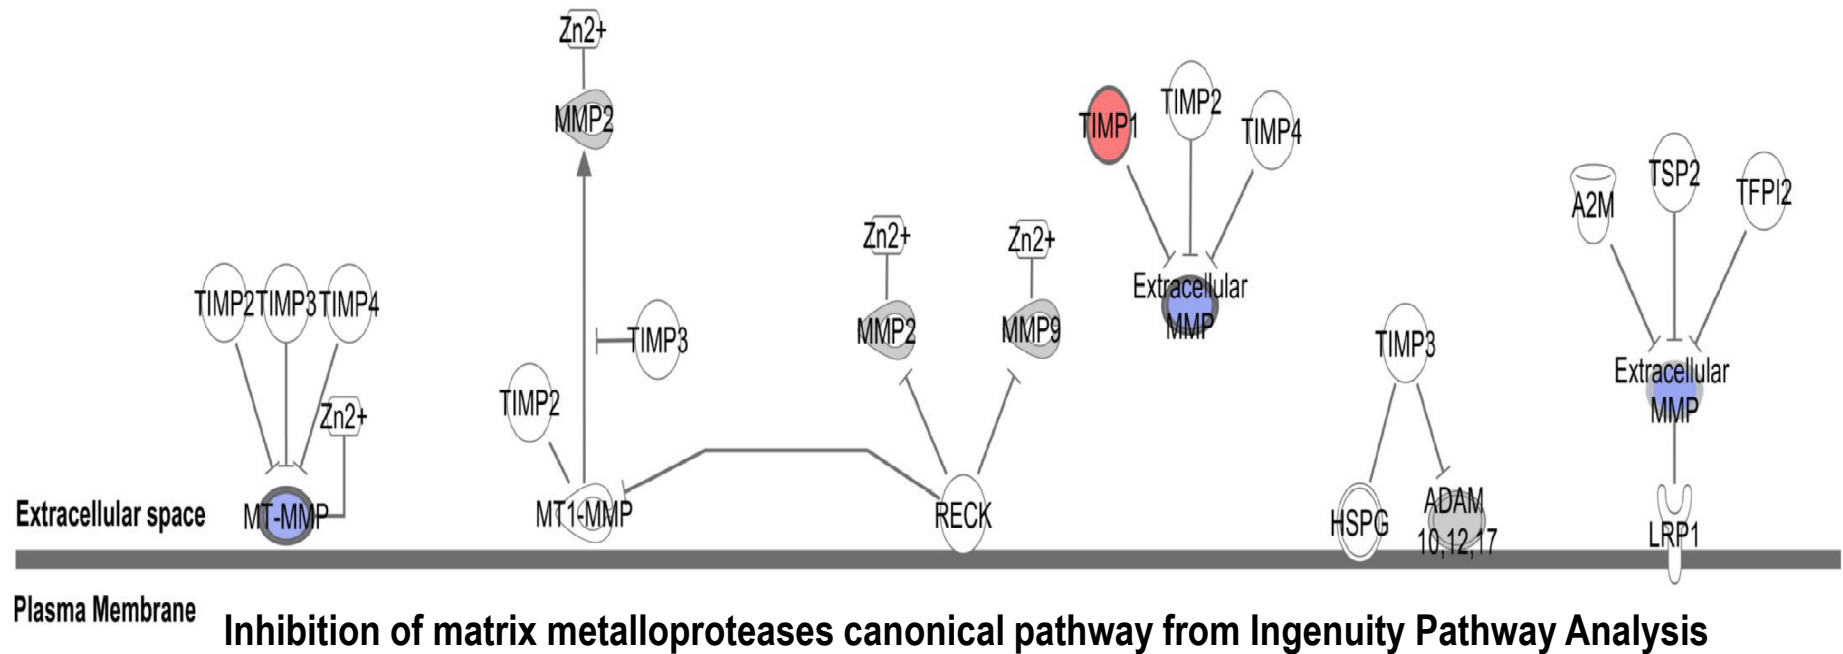 Zn2+
MMP2
TIMP1
TIMP2
TIMP4
TSP2
A2M
TFPI2
Zn2+
Zn2+
TIMP2
TIMP3
TIMP4
Extracellular
MMP
MMP2
MMP9
TIMP3
TIMP3
Extracellular
MMP
TIMP2
Zn2+
Extracellular space
MT-MMP
MT1-MMP
RECK
HSPG
ADAM
10,12,17
LRP1
Plasma Membrane
Inhibition of matrix metalloproteases canonical pathway from Ingenuity Pathway Analysis